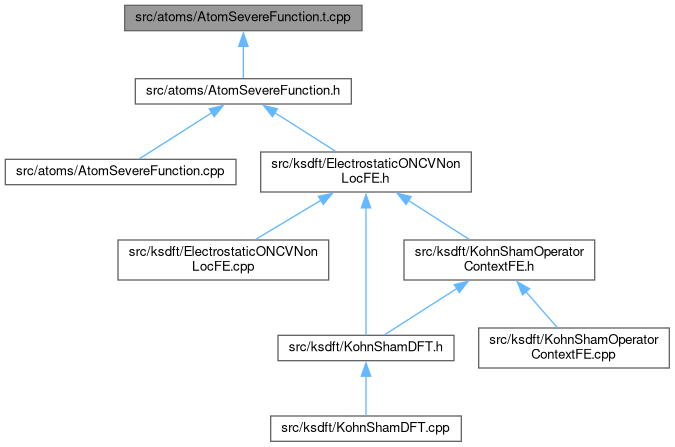 src/atoms/AtomSevereFunction.t.cpp
src/atoms/AtomSevereFunction.h
src/atoms/AtomSevereFunction.cpp
src/ksdft/ElectrostaticONCVNon
LocFE.h
src/ksdft/ElectrostaticONCVNon
LocFE.cpp
src/ksdft/KohnShamOperator
ContextFE.h
src/ksdft/KohnShamDFT.h
src/ksdft/KohnShamOperator
ContextFE.cpp
src/ksdft/KohnShamDFT.cpp